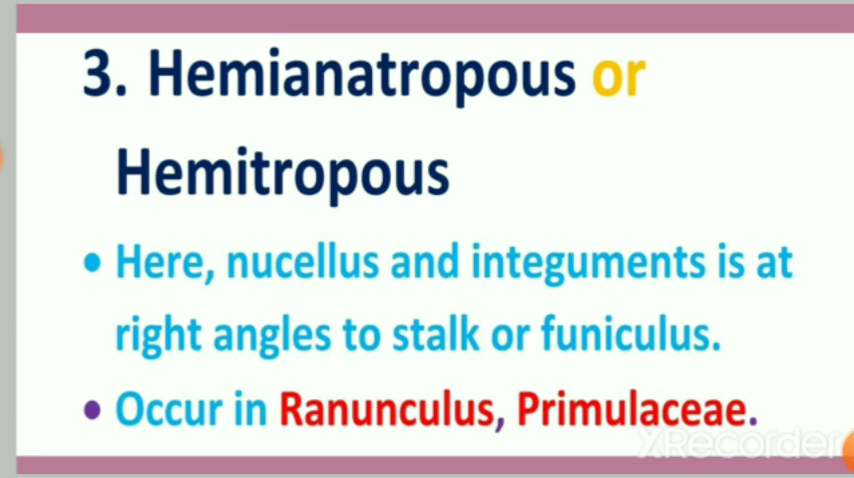 3. Hemianatropous or
Hemitropous
• Here, nucellus and integuments is at
right angles to stalk or funiculus.
• Occur in Ranunculus, Primulaceae.
XRecorder